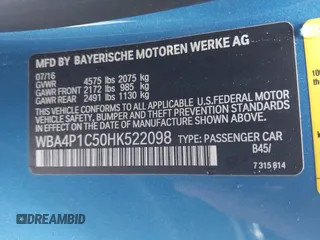 MFD BY BAYERISCHE MOTOREN WERKE AG
07/16
GVWR 4575 lbs 2075 kg
GAWR FRONT 2172 lbs 985 kg
GAWR REAR 2491 lbs 1130 kg
THIS VEHICLE CONFORMS TO ALL APPLICABLE
U.S. FEDERAL MOTOR VEHICLE SAFETY,
BUMPER AND THEFT PREVENTION STANDARDS
IN EFFECT ON THE DATE OF MANUFACTURE
SHOWN ABOVE.
WBA4P1C50HK522098 TYPE: PASSENGER CAR
B45/
7 315 814